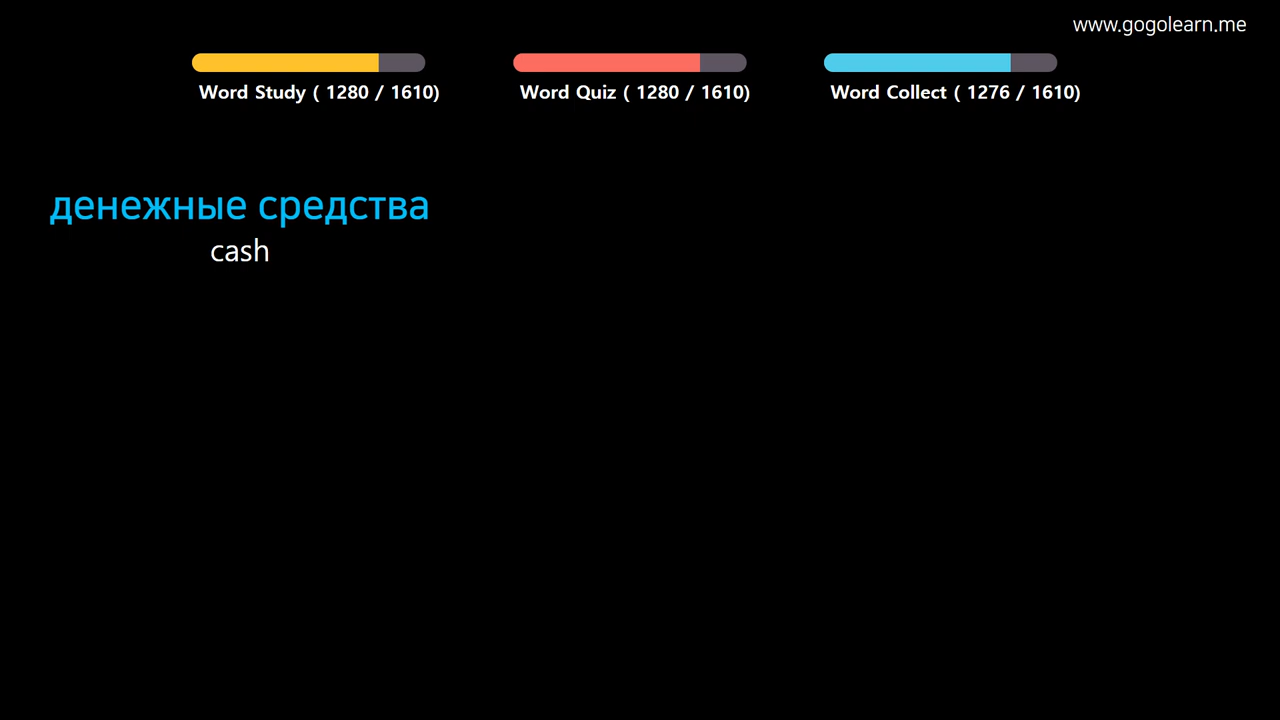 www.gogolearn.me
Word Study ( 1280 / 1610)
Word Quiz ( 1280 / 1610)
Word Collect ( 1276 / 1610)
денежные средства
cash